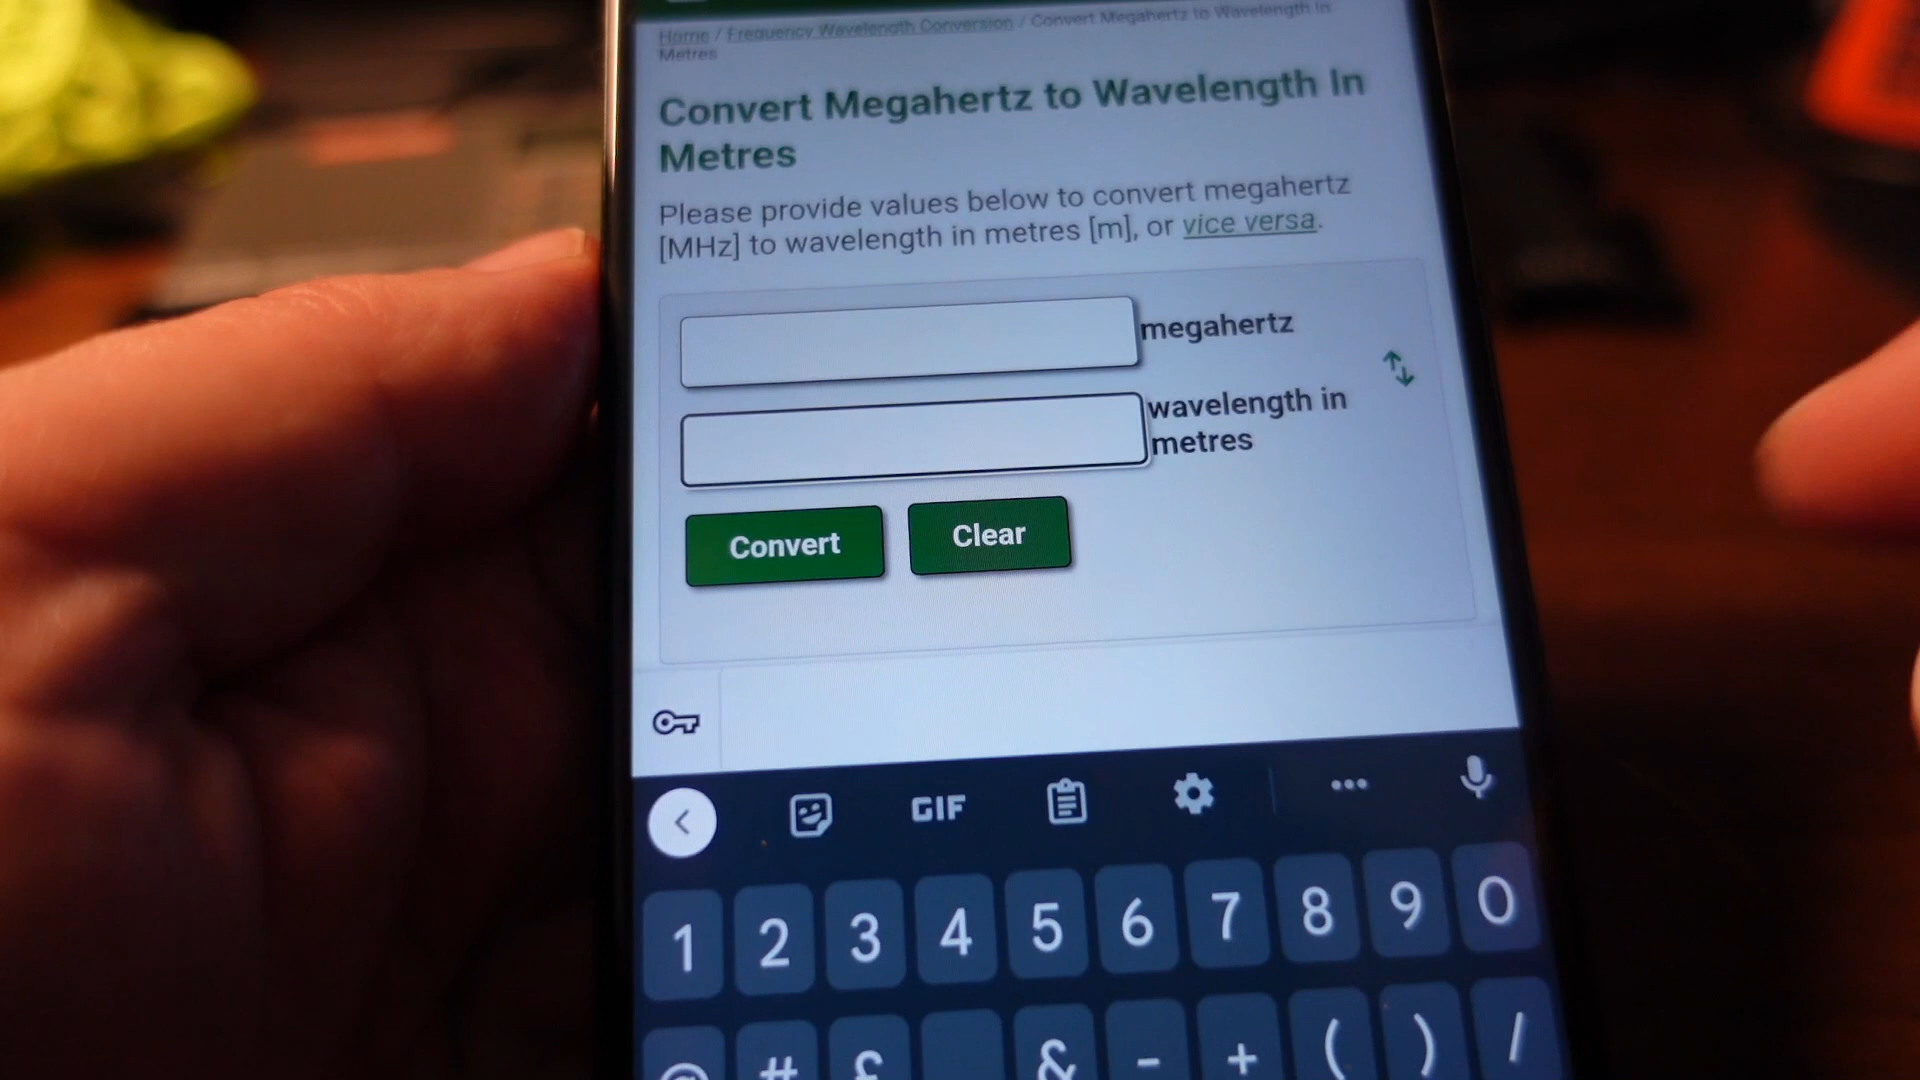 Home / Frequency Wavelength Conversion / Convert Megahertz to Wavelength In
Metres
Convert Megahertz to Wavelength In
Metres
Please provide values below to convert megahertz
[MHz] to wavelength in metres [m], or vice versa.
megahertz
wavelength in
metres
Convert
Clear
GIF
1 2 3 4 5 6 7 8 9 0
@ # £ & - + ( ) /